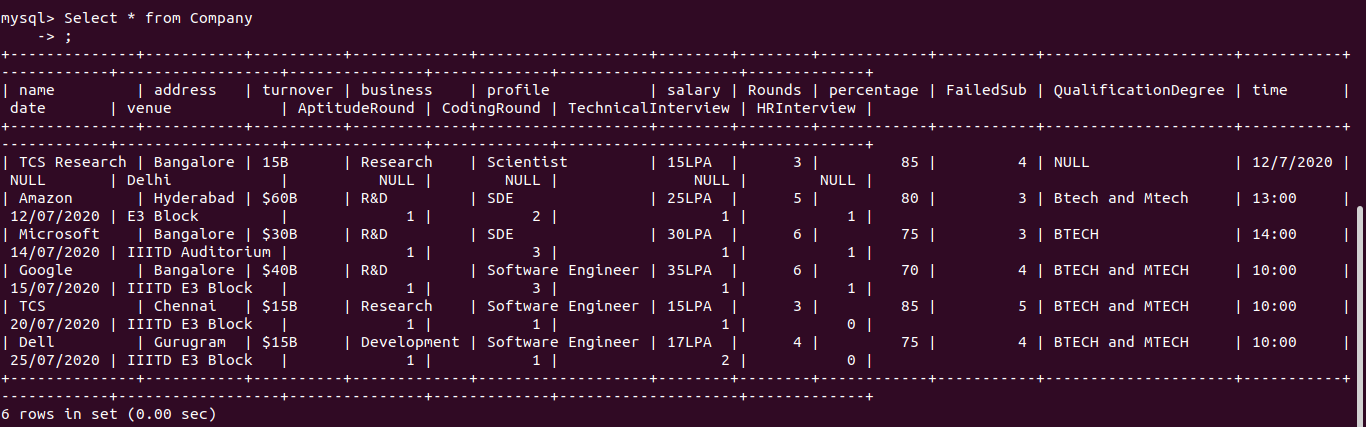 mysql> Select * from Company
    -> ;
+-------------+-----------+----------+-------------+-------------------+--------+--------+------------+-----------+---------------------+-----------+
------------+------------------+---------------+-------------+--------------------+-------------+
| name        | address   | turnover | business    | profile           | salary | Rounds | percentage | FailedSub | QualificationDegree | time      |
 date       | venue            | AptitudeRound | CodingRound | TechnicalInterview | HRInterview |
+-------------+-----------+----------+-------------+-------------------+--------+--------+------------+-----------+---------------------+-----------+
------------+------------------+---------------+-------------+--------------------+-------------+
| TCS Research | Bangalore | 15B      | Research    | Scientist         | 15LPA  |      3 |         85 |         4 | NULL                | 12/7/2020 |
 NULL       | Delhi            |          NULL |        NULL |               NULL |        NULL |
| Amazon      | Hyderabad | $60B     | R&D         | SDE               | 25LPA  |      5 |         80 |         3 | Btech and Mtech     | 13:00     |
 12/07/2020 | E3 Block         |             1 |           2 |                  1 |           1 |
| Microsoft   | Bangalore | $30B     | R&D         | SDE               | 30LPA  |      6 |         75 |         3 | BTECH               | 14:00     |
 14/07/2020 | IIITD Auditorium |             1 |           3 |                  1 |           1 |
| Google      | Bangalore | $40B     | R&D         | Software Engineer | 35LPA  |      6 |         70 |         4 | BTECH and MTECH     | 10:00     |
 15/07/2020 | IIITD E3 Block   |             1 |           3 |                  1 |           1 |
| TCS         | Chennai   | $15B     | Research    | Software Engineer | 15LPA  |      3 |         85 |         5 | BTECH and MTECH     | 10:00     |
 20/07/2020 | IIITD E3 Block   |             1 |           1 |                  1 |           0 |
| Dell        | Gurugram  | $15B     | Development | Software Engineer | 17LPA  |      4 |         75 |         4 | BTECH and MTECH     | 10:00     |
 25/07/2020 | IIITD E3 Block   |             1 |           1 |                  2 |           0 |
+-------------+-----------+----------+-------------+-------------------+--------+--------+------------+-----------+---------------------+-----------+
------------+------------------+---------------+-------------+--------------------+-------------+
6 rows in set (0.00 sec)